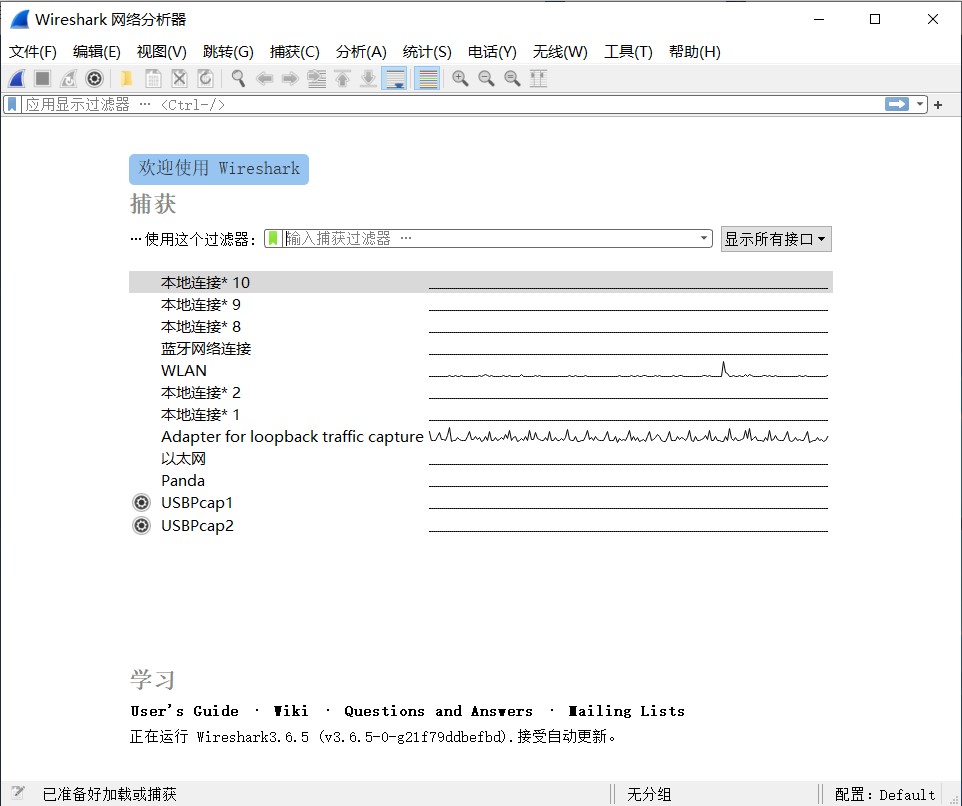 Wireshark 网络分析器
文件(F) 编辑(E) 视图(V) 跳转(G) 捕获(C) 分析(A) 统计(S) 电话(Y) 无线(W) 工具(T) 帮助(H)
应用显示过滤器 … <Ctrl-/>
欢迎使用 Wireshark
捕获
…使用这个过滤器: 输入捕获过滤器 … 显示所有接口
本地连接* 10
本地连接* 9
本地连接* 8
蓝牙网络连接
WLAN
本地连接* 2
本地连接* 1
Adapter for loopback traffic capture
以太网
Panda
USBPcap1
USBPcap2
学习
User's Guide · Wiki · Questions and Answers · Mailing Lists
正在运行 Wireshark3.6.5 (v3.6.5-0-g21f79ddbefbd).接受自动更新。
已准备好加载或捕获 无分组 配置：Default